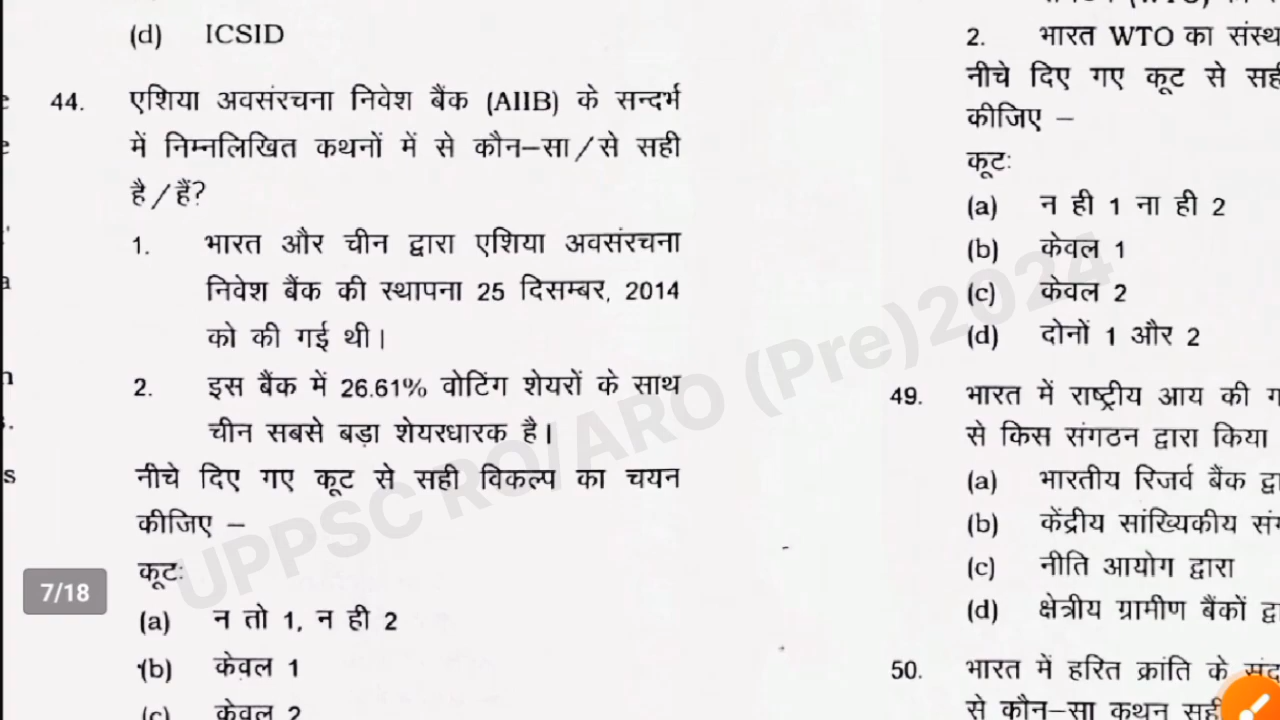 (d) ICSID
44. एशिया अवसंरचना निवेश बैंक (AIIB) के सन्दर्भ
में निम्नलिखित कथनों में से कौन–सा/से सही
है/हैं?
1. भारत और चीन द्वारा एशिया अवसंरचना
निवेश बैंक की स्थापना 25 दिसम्बर, 2014
को की गई थी।
2. इस बैंक में 26.61% वोटिंग शेयरों के साथ
चीन सबसे बड़ा शेयरधारक है।
नीचे दिए गए कूट से सही विकल्प का चयन
कीजिए –
कूटः
(a) न तो 1, न ही 2
(b) केवल 1
(c) केवल 2
7/18
2. भारत WTO का
नीचे दिए गए कूट से
कीजिए –
कूटः
(a) न ही 1 ना ही 2
(b) केवल 1
(c) केवल 2
(d) दोनों 1 और 2
49. भारत में राष्ट्रीय आय की
से किस संगठन द्वारा किया
(a) भारतीय रिजर्व बैंक
(b) केंद्रीय सांख्यिकीय
(c) नीति आयोग द्वारा
(d) क्षेत्रीय ग्रामीण बैंकों
50. भारत में हरित क्रांति के
से कौन–सा कथन
UPPSC RO/ARO (Pre)2024